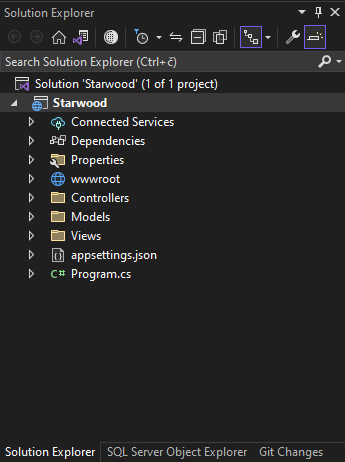 Solution Explorer
Search Solution Explorer (Ctrl+č)
Solution 'Starwood' (1 of 1 project)
Starwood
Connected Services
Dependencies
Properties
wwwroot
Controllers
Models
Views
appsettings.json
C# Program.cs
Solution Explorer SQL Server Object Explorer Git Changes